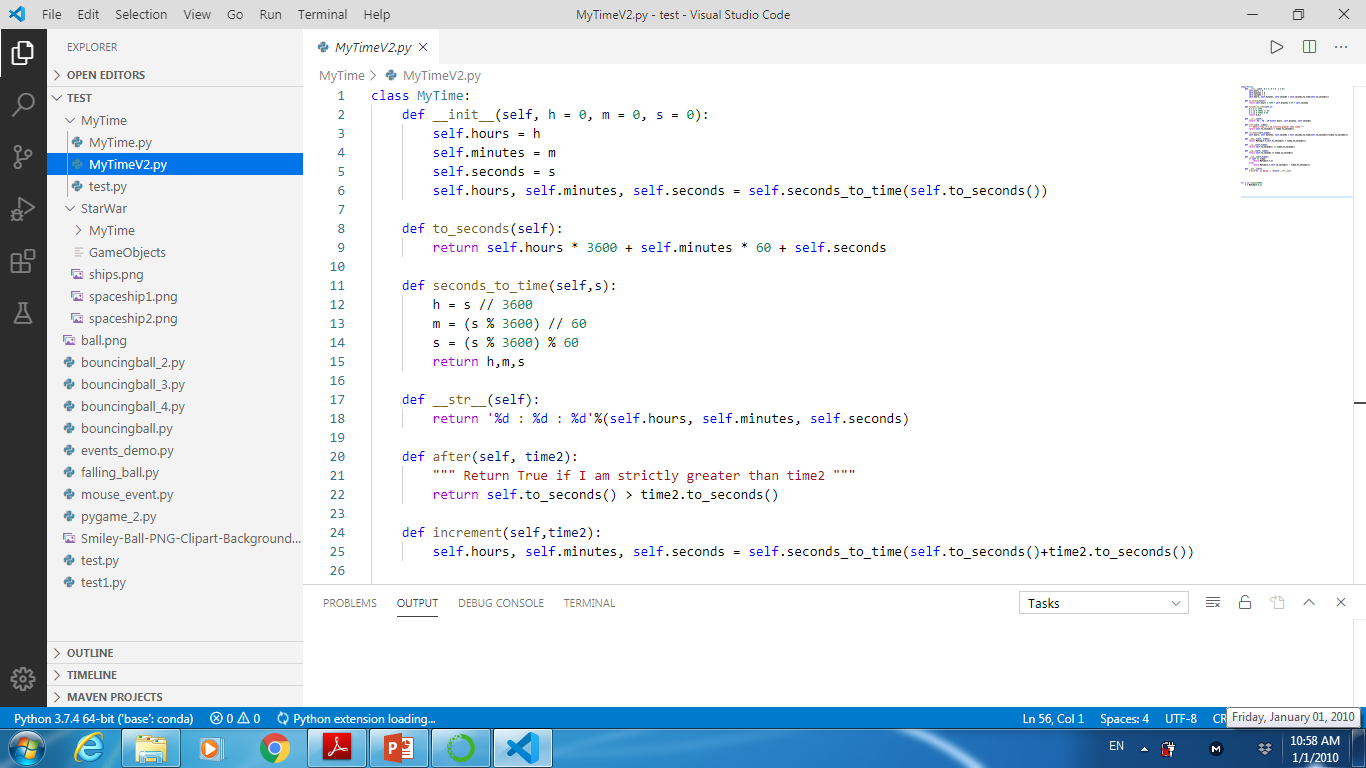 File Edit Selection View Go Run Terminal Help
MyTimeV2.py - test - Visual Studio Code
EXPLORER
OPEN EDITORS
TEST
MyTime
MyTime.py
MyTimeV2.py
test.py
StarWar
MyTime
GameObjects
ships.png
spaceship1.png
spaceship2.png
ball.png
bouncingball_2.py
bouncingball_3.py
bouncingball_4.py
bouncingball.py
events_demo.py
falling_ball.py
mouse_event.py
pygame_2.py
Smiley-Ball-PNG-Clipart-Background...
test.py
test1.py
OUTLINE
TIMELINE
MAVEN PROJECTS
MyTimeV2.py
MyTime > MyTimeV2.py
1 class MyTime:
2     def __init__(self, h = 0, m = 0, s = 0):
3         self.hours = h
4         self.minutes = m
5         self.seconds = s
6         self.hours, self.minutes, self.seconds = self.seconds_to_time(self.to_seconds())
7
8     def to_seconds(self):
9         return self.hours * 3600 + self.minutes * 60 + self.seconds
10
11     def seconds_to_time(self,s):
12         h = s // 3600
13         m = (s % 3600) // 60
14         s = (s % 3600) % 60
15         return h,m,s
16
17     def __str__(self):
18         return '%d : %d : %d'%(self.hours, self.minutes, self.seconds)
19
20     def after(self, time2):
21         """ Return True if I am strictly greater than time2 """
22         return self.to_seconds() > time2.to_seconds()
23
24     def increment(self,time2):
25         self.hours, self.minutes, self.seconds = self.seconds_to_time(self.to_seconds()+time2.to_seconds())
26
PROBLEMS OUTPUT DEBUG CONSOLE TERMINAL
Tasks
Python 3.7.4 64-bit ('base': conda) 0 0 Python extension loading...
Ln 56, Col 1 Spaces: 4 UTF-8 CR
Friday, January 01, 2010
EN
10:58 AM
1/1/2010